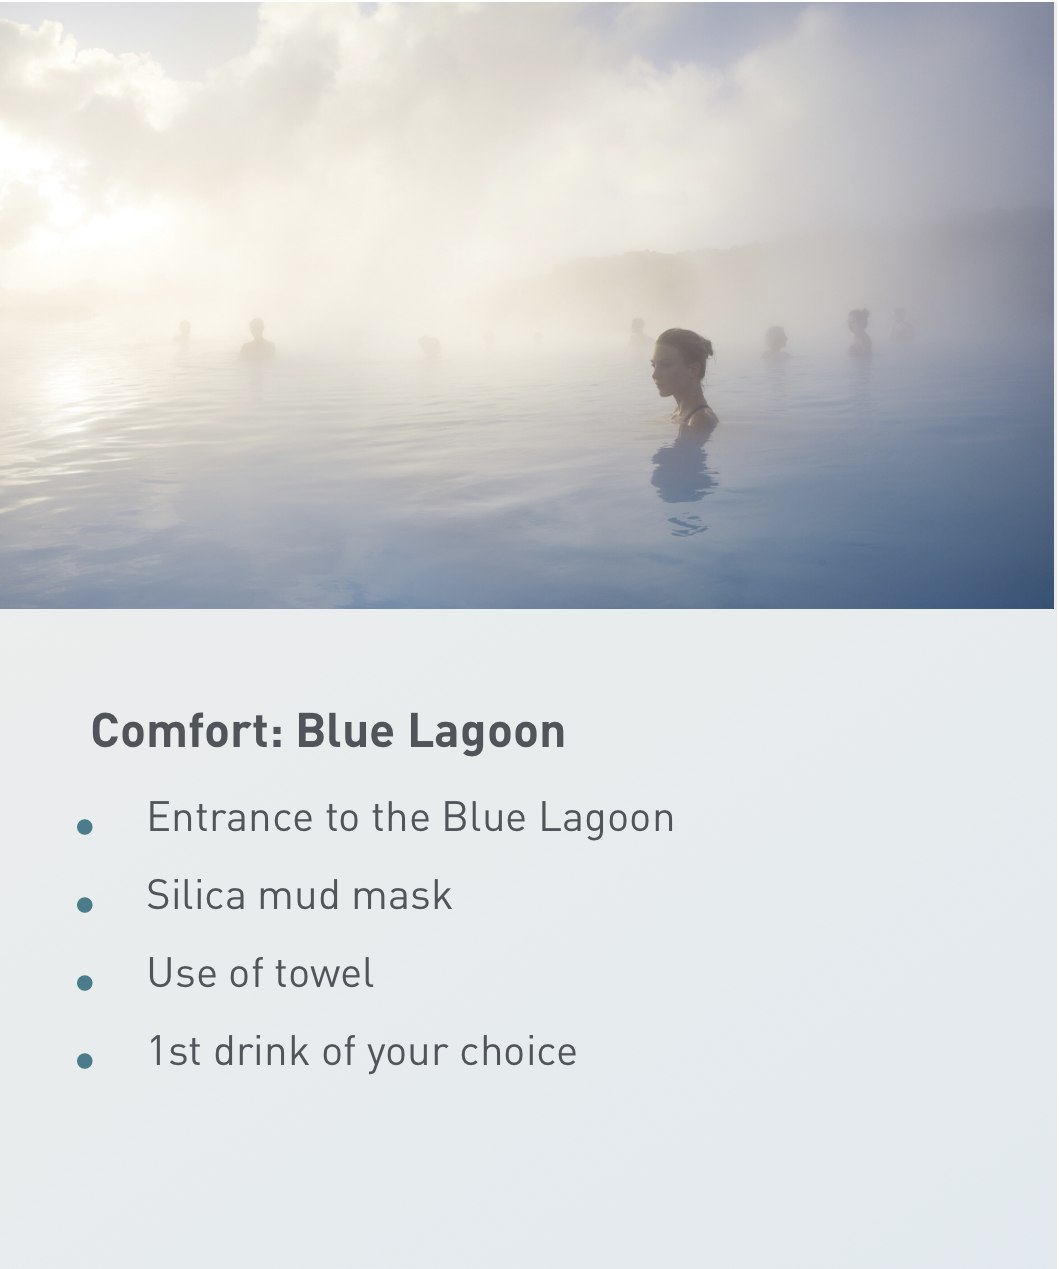 Comfort: Blue Lagoon
Entrance to the Blue Lagoon
Silica mud mask
Use of towel
1st drink of your choice